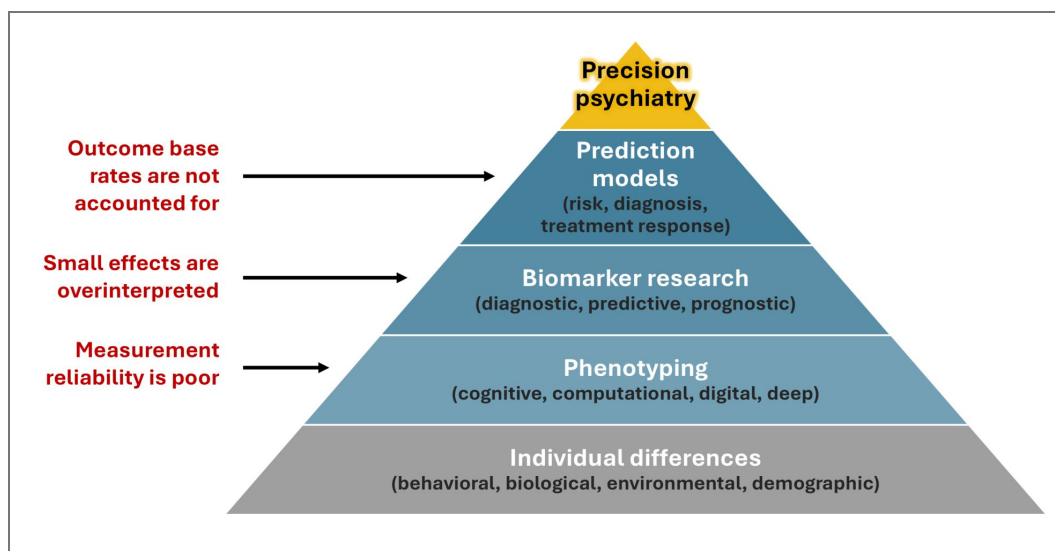 Precision
psychiatry
Outcome base
rates are not
accounted for
Prediction
models
(risk, diagnosis,
treatment response)
Small effects are
overinterpreted
Biomarker research
(diagnostic, predictive, prognostic)
Measurement
reliability is poor
Phenotyping
(cognitive, computational, digital, deep)
Individual differences
(behavioral, biological, environmental, demographic)